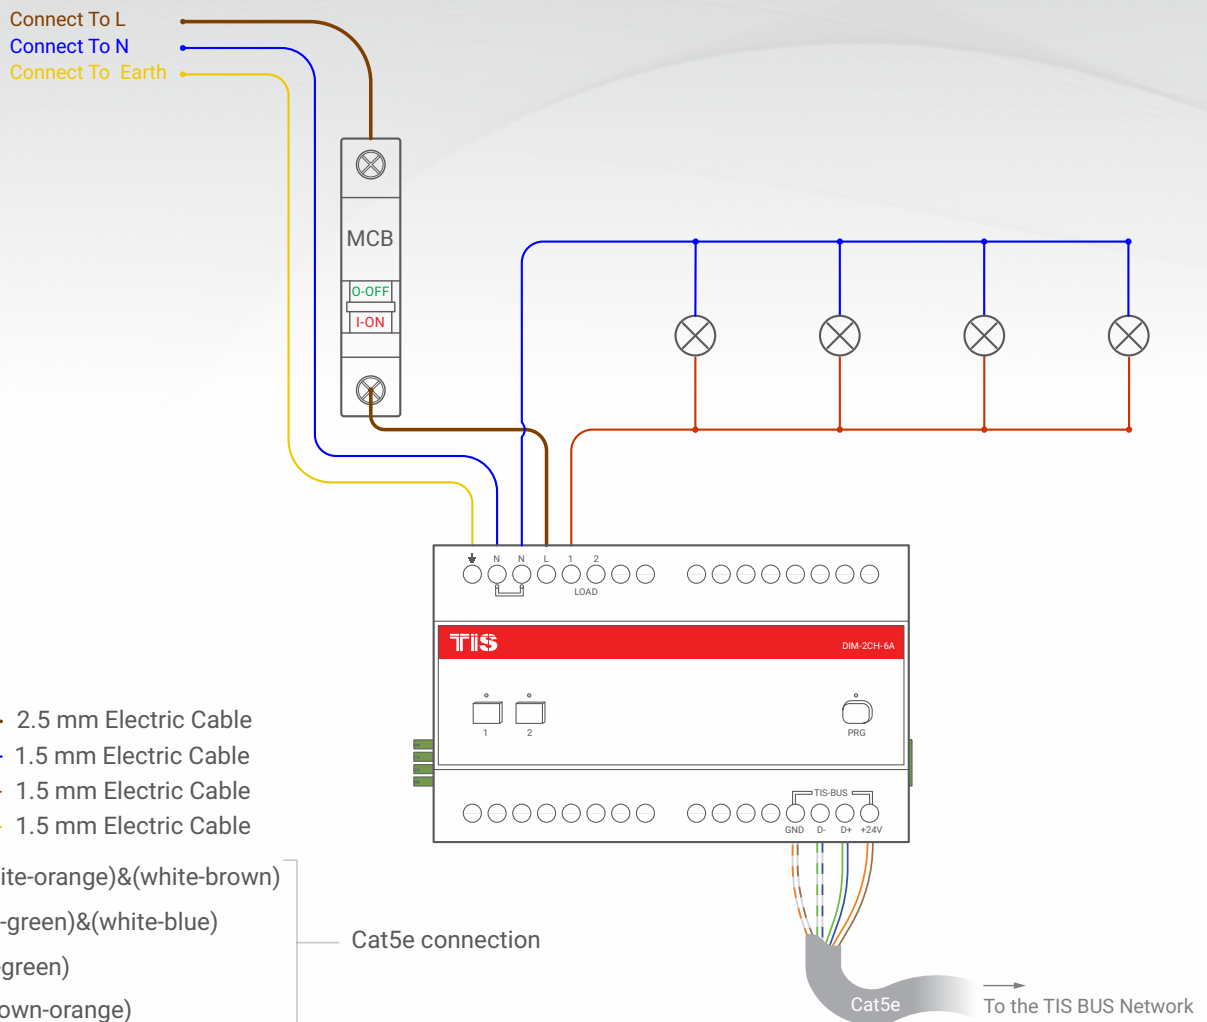 Connect To L
Connect To N
Connect To Earth
MCB
O-OFF
I-ON
N N L 1 2
LOAD
TIS
DIM-2CH-6A
1 2
PRG
TIS-BUS
GND D- D+ +24V
2.5 mm Electric Cable
1.5 mm Electric Cable
1.5 mm Electric Cable
1.5 mm Electric Cable
ite-orange)&(white-brown)
-green)&(white-blue)
-green)
own-orange)
Cat5e connection
Cat5e
To the TIS BUS Network